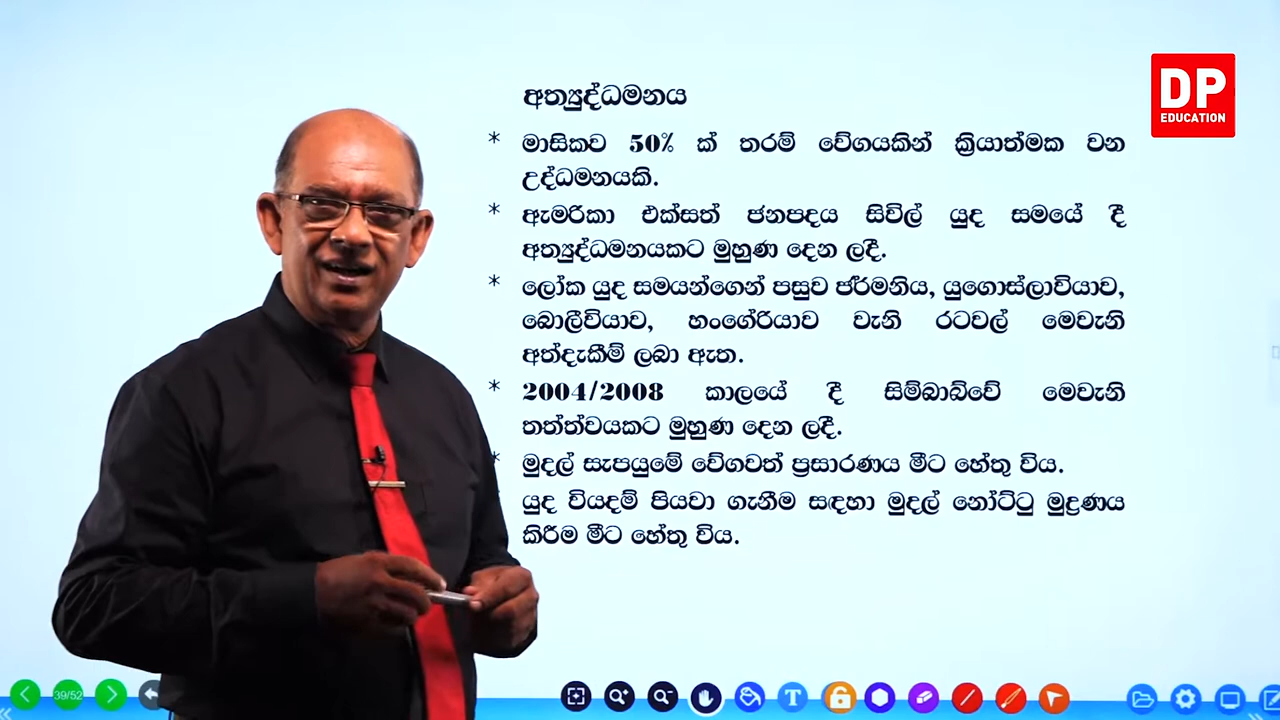 DP
EDUCATION
අත්‍යුද්ධමනය
* මාසිකව 50% ක් තරම් වේගයකින් ක්‍රියාත්මක වන
උද්ධමනයකි.
* ඇමරිකා එක්සත් ජනපදය සිවිල් යුද සමයේ දී
අත්‍යුද්ධමනයකට මුහුණ දෙන ලදී.
* ලෝක යුද සමයන්ගෙන් පසුව ජර්මනිය, යුගොස්ලාවියාව,
බොලීවියාව, හංගේරියාව වැනි රටවල් මෙවැනි
අත්දැකීම් ලබා ඇත.
* 2004/2008 කාලයේ දී සිම්බාබ්වේ මෙවැනි
තත්ත්වයකට මුහුණ දෙන ලදී.
* මුදල් සැපයුමේ වේගවත් ප්‍රසාරණය මීට හේතු විය.
යුද වියදම් පියවා ගැනීම සඳහා මුදල් නෝට්ටු මුද්‍රණය
කිරීම මීට හේතු විය.
39/52
T